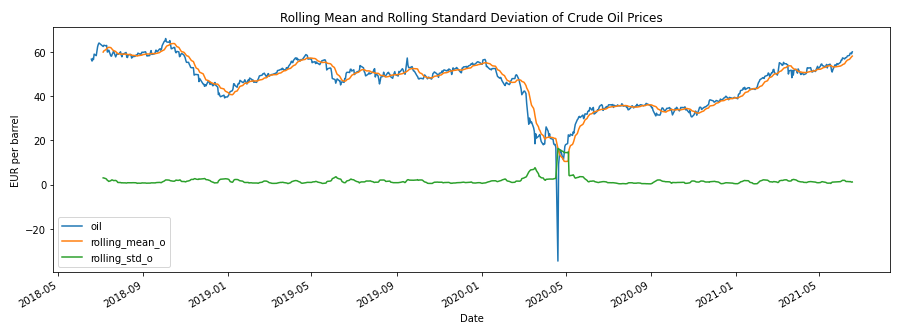 Rolling Mean and Rolling Standard Deviation of Crude Oil Prices
EUR per barrel
60
40
20
0
−20
oil
rolling_mean_o
rolling_std_o
2018-05
2018-09
2019-01
2019-05
2019-09
2020-01
2020-05
2020-09
2021-01
2021-05
Date